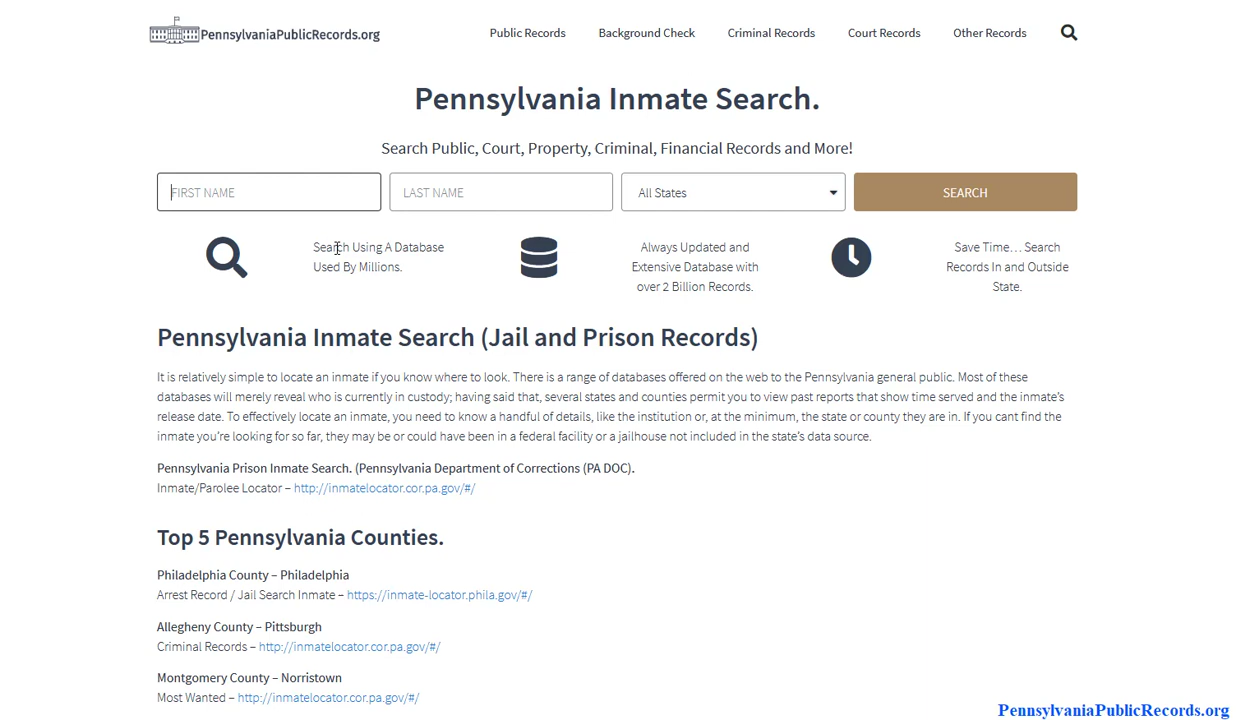 PennsylvaniaPublicRecords.org
Public Records
Background Check
Criminal Records
Court Records
Other Records
Pennsylvania Inmate Search.
Search Public, Court, Property, Criminal, Financial Records and More!
FIRST NAME
LAST NAME
All States
SEARCH
Search Using A Database
Used By Millions.
Always Updated and
Extensive Database with
over 2 Billion Records.
Save Time… Search
Records In and Outside
State.
Pennsylvania Inmate Search (Jail and Prison Records)
It is relatively simple to locate an inmate if you know where to look. There is a range of databases offered on the web to the Pennsylvania general public. Most of these
databases will merely reveal who is currently in custody; having said that, several states and counties permit you to view past reports that show time served and the inmate’s
release date. To effectively locate an inmate, you need to know a handful of details, like the institution or, at the minimum, the state or county they are in. If you cant find the
inmate you’re looking for so far, they may be or could have been in a federal facility or a jailhouse not included in the state’s data source.
Pennsylvania Prison Inmate Search. (Pennsylvania Department of Corrections (PA DOC).
Inmate/Parolee Locator – http://inmatelocator.cor.pa.gov/#/
Top 5 Pennsylvania Counties.
Philadelphia County – Philadelphia
Arrest Record / Jail Search Inmate – https://inmate-locator.phila.gov/#/
Allegheny County – Pittsburgh
Criminal Records – http://inmatelocator.cor.pa.gov/#/
Montgomery County – Norristown
Most Wanted – http://inmatelocator.cor.pa.gov/#/
PennsylvaniaPublicRecords.org